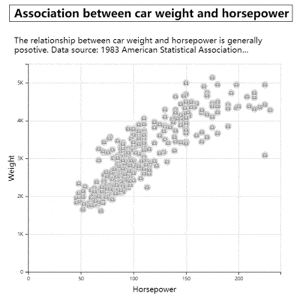 Association between car weight and horsepower
The relationship between car weight and horsepower is generally
posotive. Data source: 1983 American Statistical Association...
5K
4K
3K
2K
1K
0
Weight
0
50
100
150
200
Horsepower